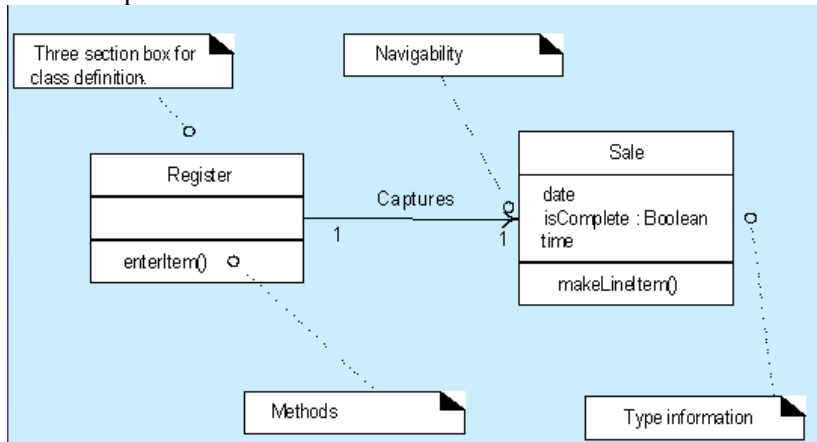 Three section box for
class definition.
Navigability
Register
enterItem()
Captures
1
1
Sale
date
isComplete : Boolean
time
makeLineItem()
Methods
Type information